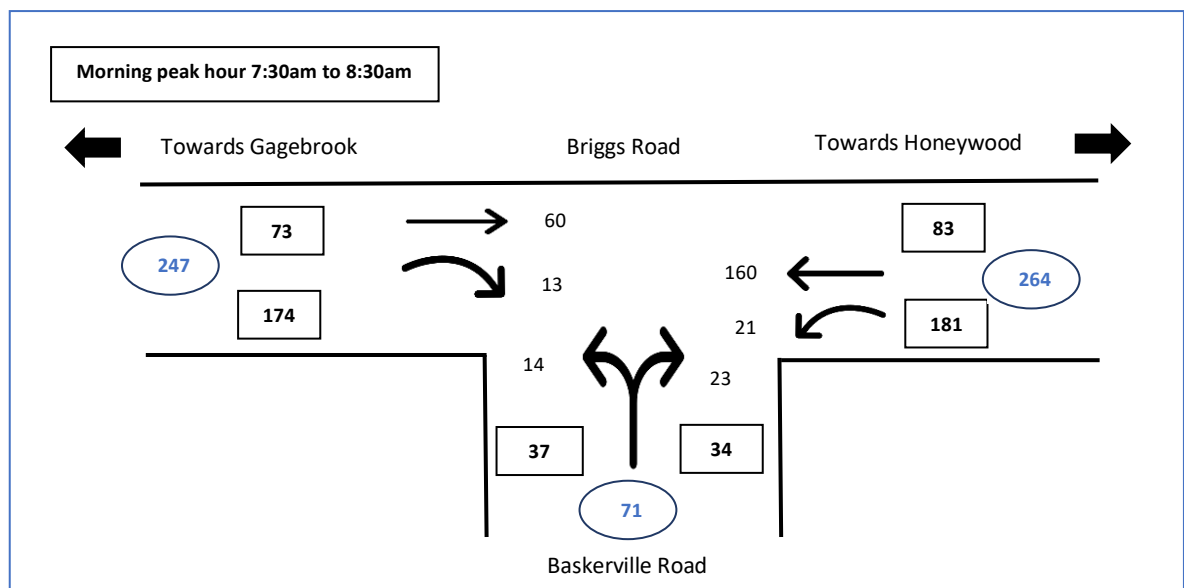 Morning peak hour 7:30am to 8:30am
Towards Gagebrook Briggs Road Towards Honeywood
73 60 83
247 13 160 264
174 21 181
14 23
37 34
71
Baskerville Road